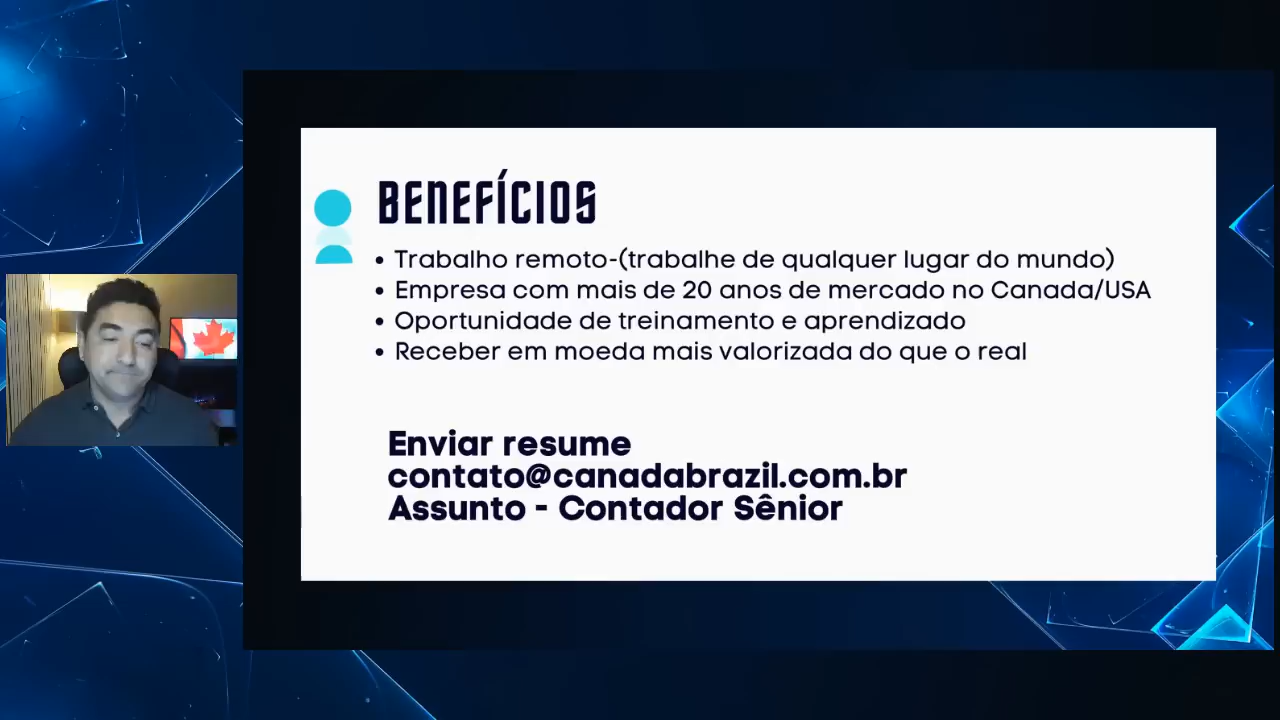 BENEFÍCIOS
• Trabalho remoto-(trabalhe de qualquer lugar do mundo)
• Empresa com mais de 20 anos de mercado no Canada/USA
• Oportunidade de treinamento e aprendizado
• Receber em moeda mais valorizada do que o real
Enviar resume
contato@canadabrazil.com.br
Assunto - Contador Sênior